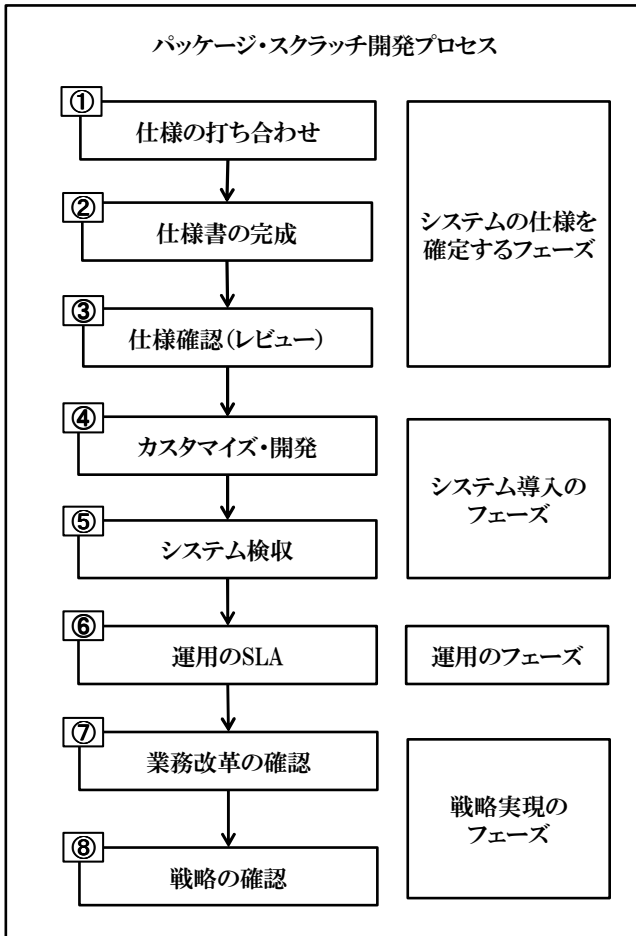 パッケージ・スクラッチ開発プロセス
①
仕様の打ち合わせ
②
仕様書の完成
③
仕様確認(レビュー)
システムの仕様を
確定するフェーズ
④
カスタマイズ・開発
⑤
システム検収
システム導入の
フェーズ
⑥
運用のSLA
運用のフェーズ
⑦
業務改革の確認
⑧
戦略の確認
戦略実現の
フェーズ